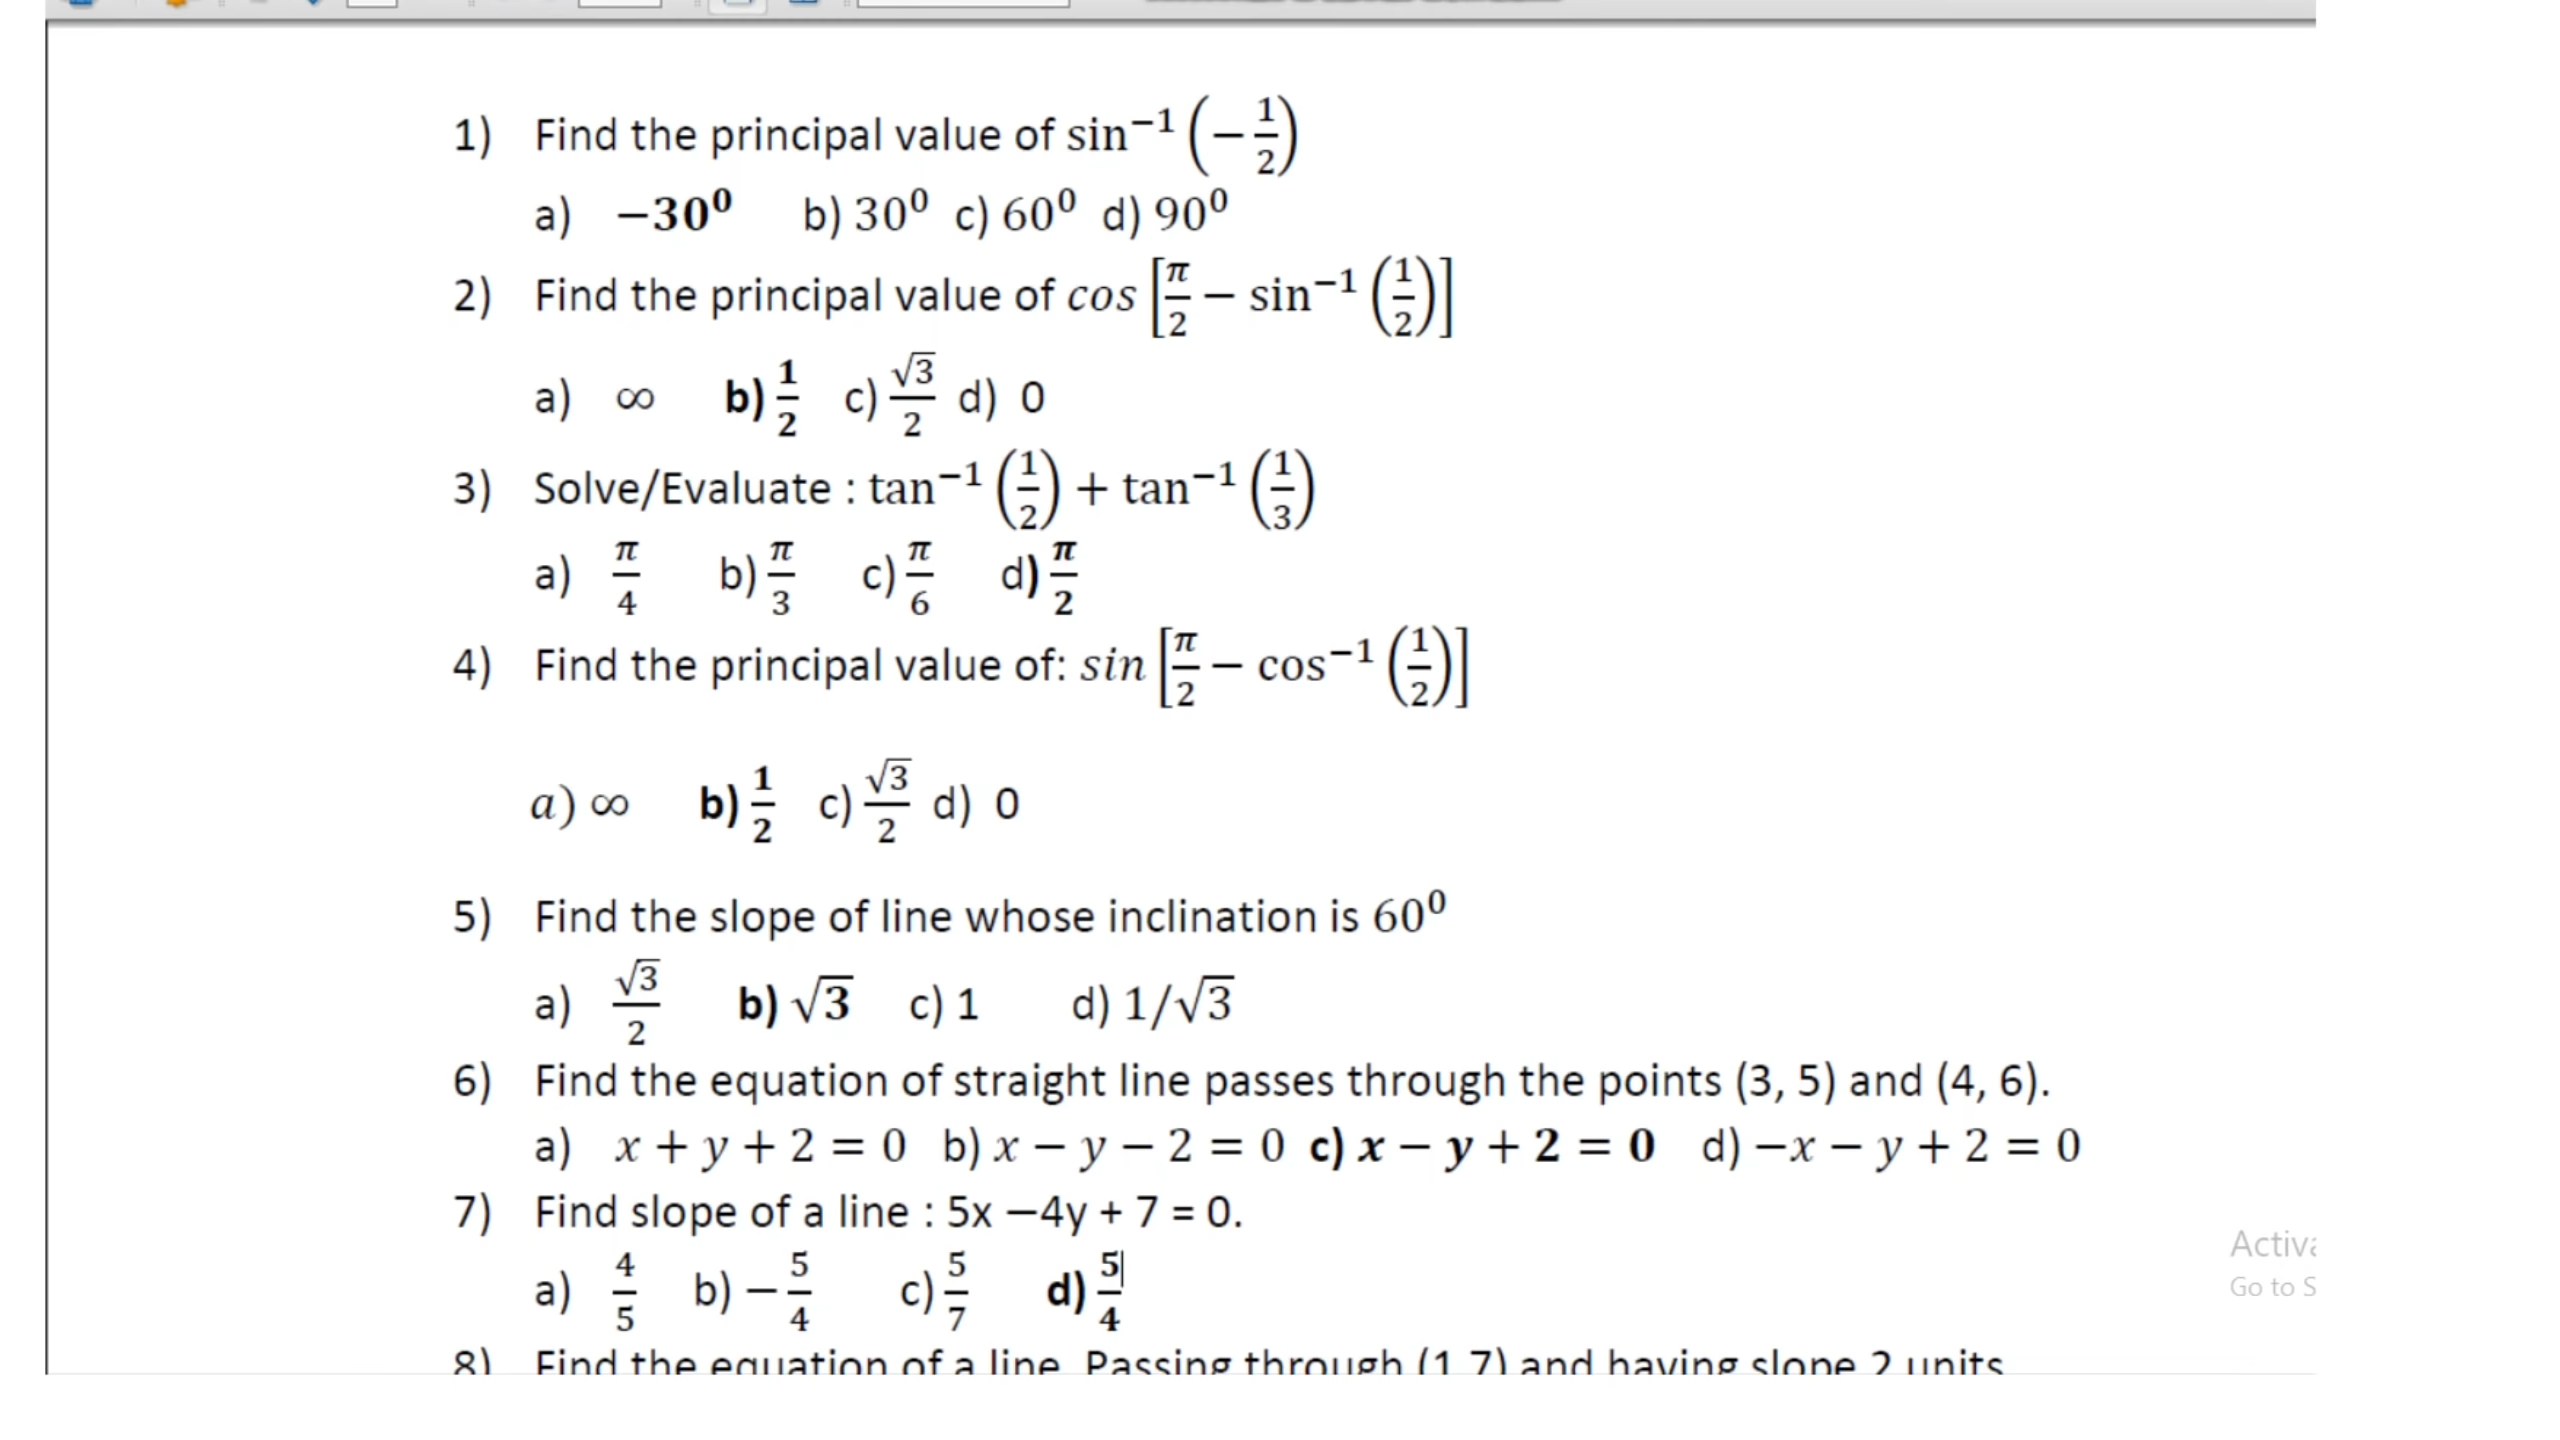 1) Find the principal value of sin⁻¹(−1/2)
a) −30⁰ b) 30⁰ c) 60⁰ d) 90⁰
2) Find the principal value of cos[π/2 − sin⁻¹(1/2)]
a) ∞ b) 1/2 c) √3/2 d) 0
3) Solve/Evaluate : tan⁻¹(1/2) + tan⁻¹(1/3)
a) π/4 b) π/3 c) π/6 d) π/2
4) Find the principal value of: sin[π/2 − cos⁻¹(1/2)]
a) ∞ b) 1/2 c) √3/2 d) 0
5) Find the slope of line whose inclination is 60⁰
a) √3/2 b) √3 c) 1 d) 1/√3
6) Find the equation of straight line passes through the points (3, 5) and (4, 6).
a) x + y + 2 = 0 b) x − y − 2 = 0 c) x − y + 2 = 0 d) −x − y + 2 = 0
7) Find slope of a line : 5x −4y + 7 = 0.
a) 4/5 b) −5/4 c) 5/7 d) 5/4
8) Find the equation of a line Passing through (1 7) and having slope 2 units
Activa
Go to S